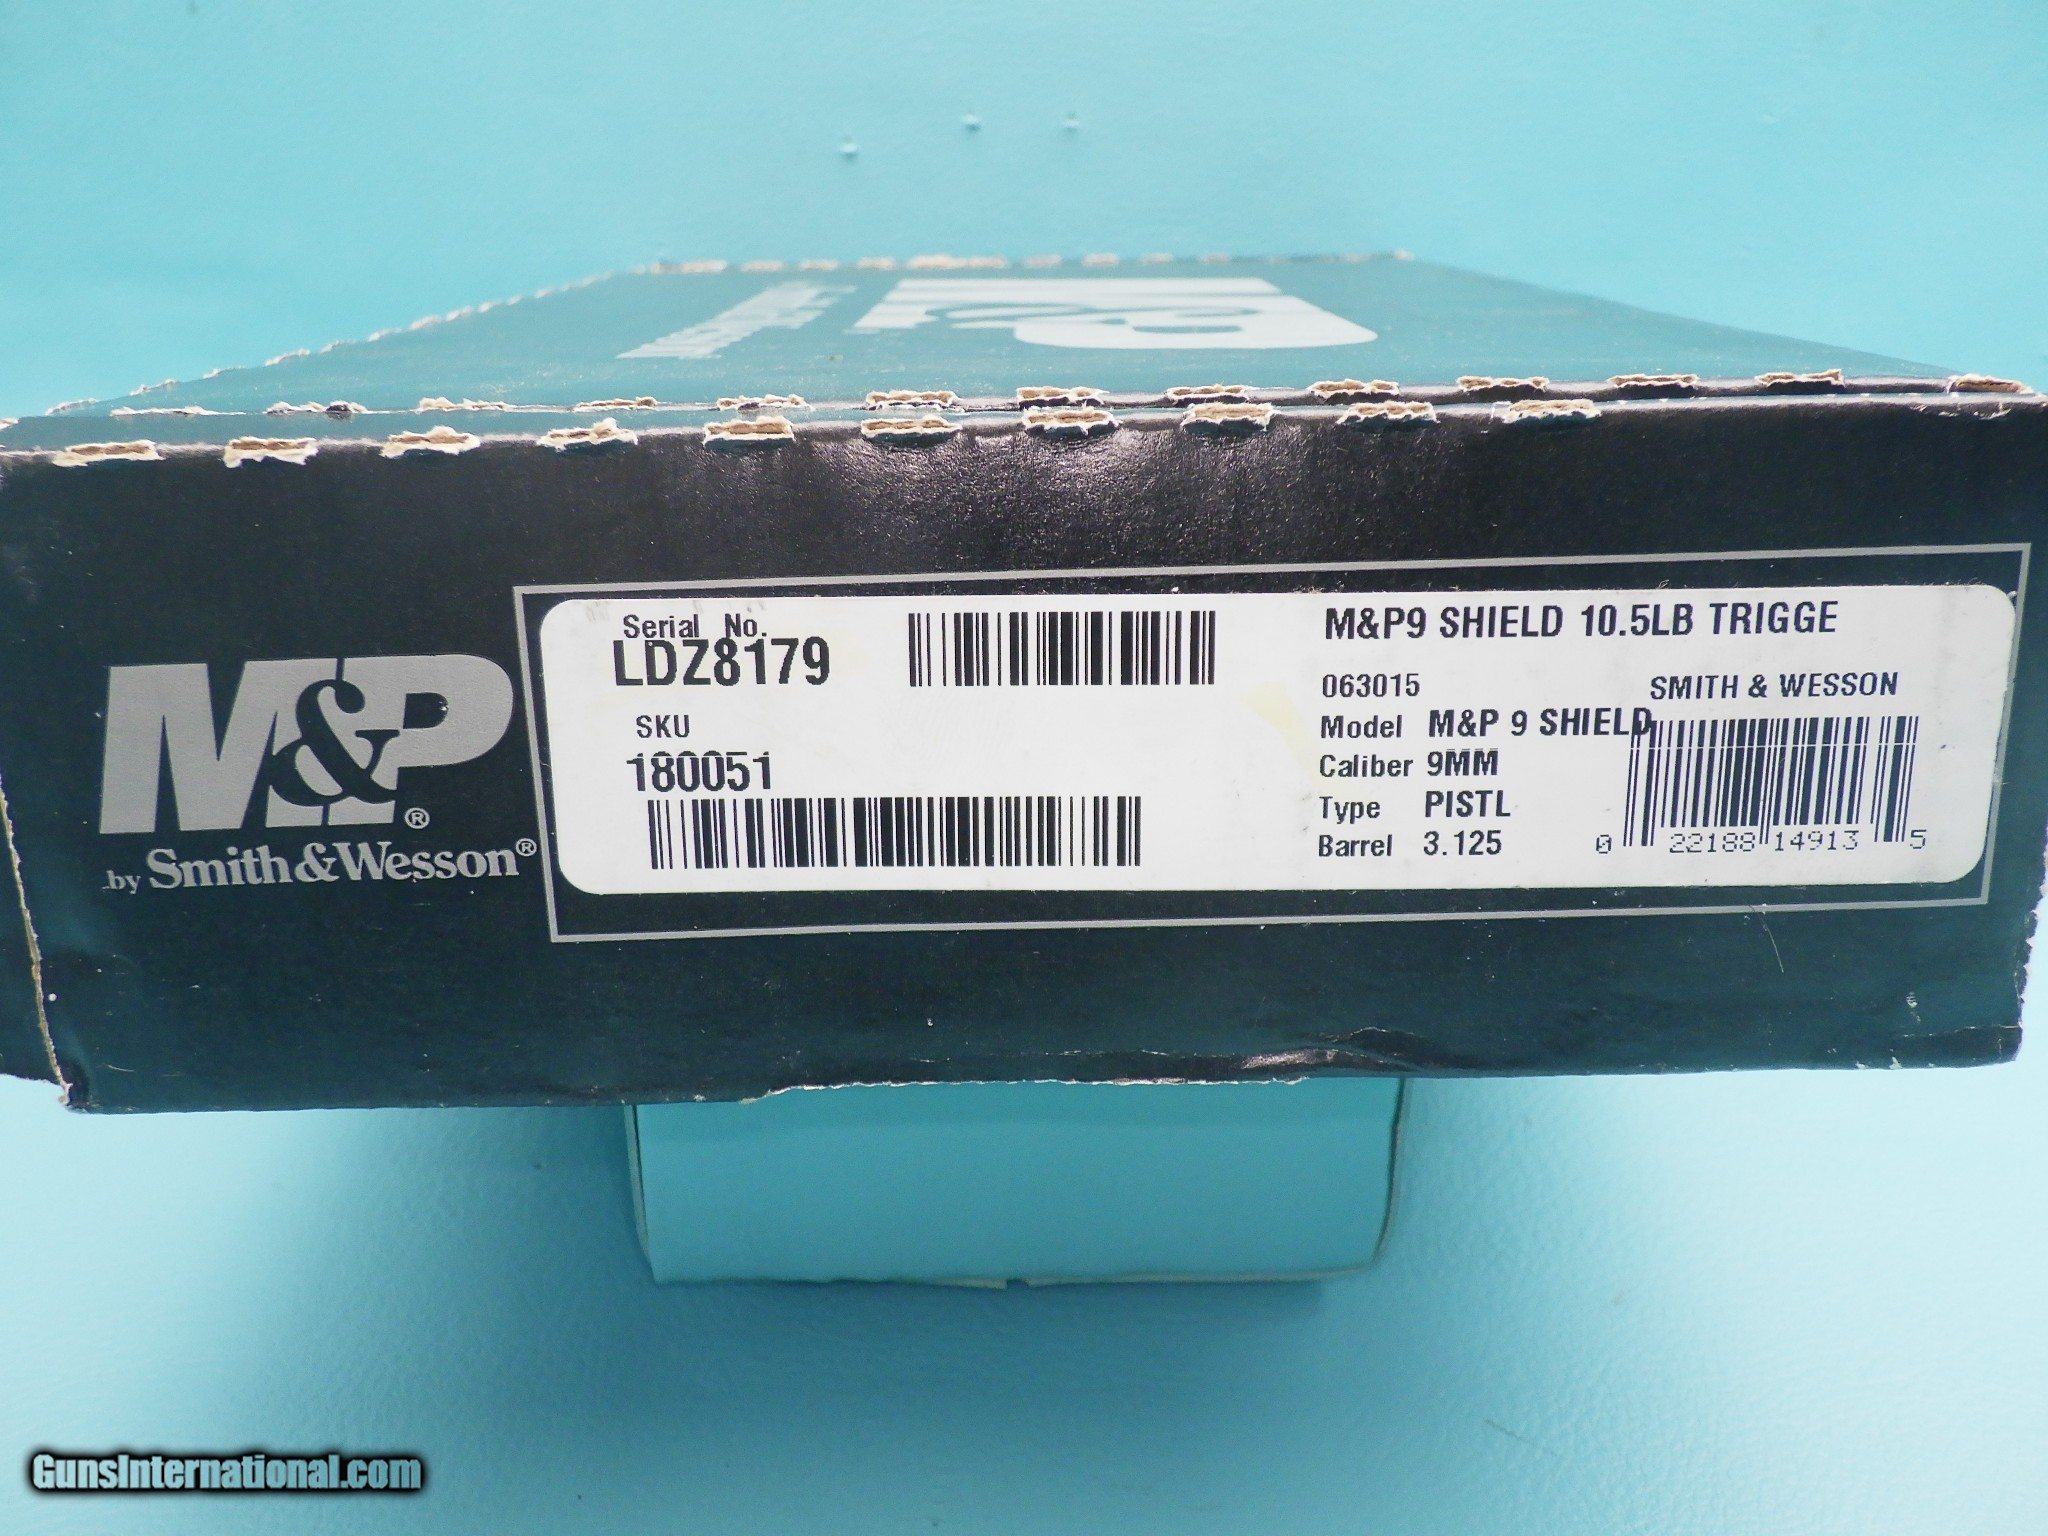 M&P®
by Smith&Wesson®
Serial No.
LDZ8179
SKU
180051
M&P9 SHIELD 10.5LB TRIGGE
063015
SMITH & WESSON
Model M&P 9 SHIELD
Caliber 9MM
Type PISTL
Barrel 3.125
0 22188 14913 5
GunsInternational.com